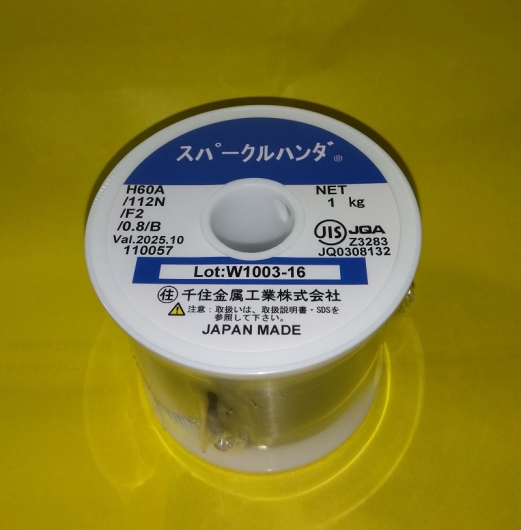 スパークルハンダ®
H60A
/112N
/F2
/0.8/B
Val.2025.10
110057
NET
1 kg
JIS JQA
Z3283
JQ0308132
Lot:W1003-16
住 千住金属工業株式会社
注意：取扱いは、取扱説明書・SDSを
参照して下さい。
JAPAN MADE